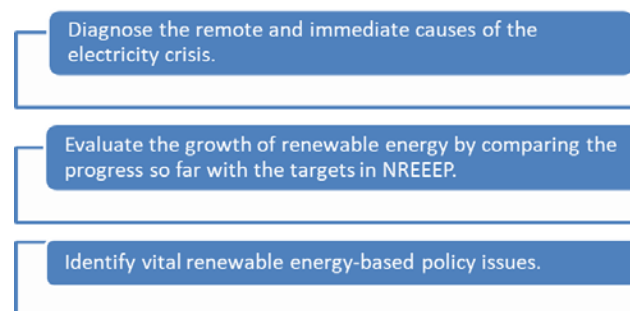 Diagnose the remote and immediate causes of the
electricity crisis.
Evaluate the growth of renewable energy by comparing the
progress so far with the targets in NREEEP.
Identify vital renewable energy-based policy issues.